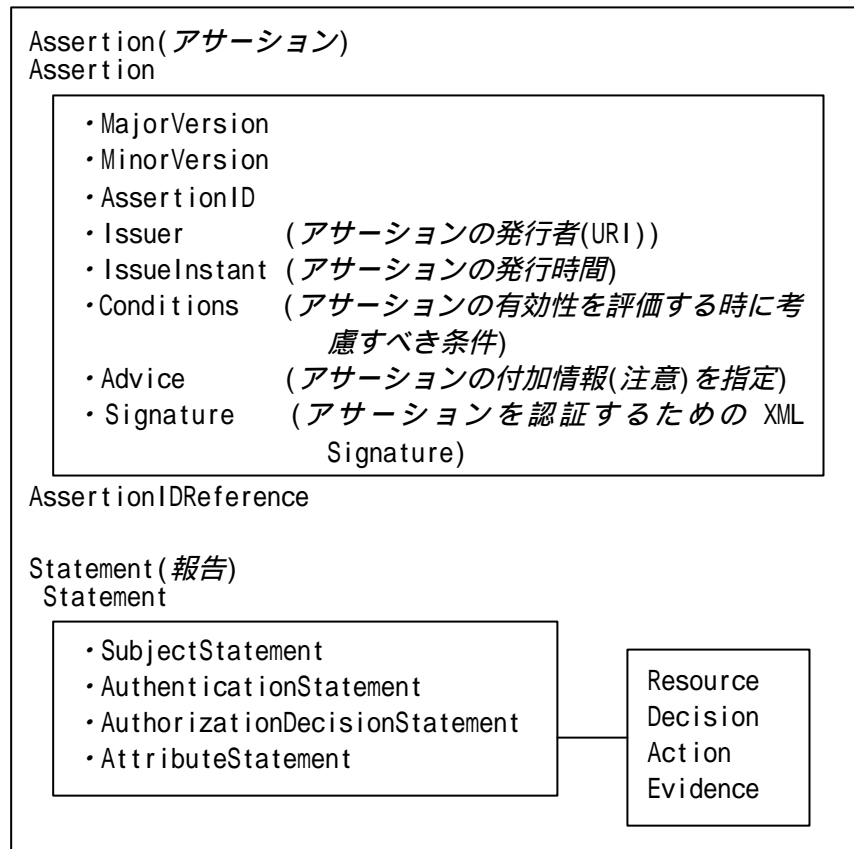 Assertion(アサーション)
Assertion
・MajorVersion
・MinorVersion
・AssertionID
・Issuer (アサーションの発行者(URI))
・IssueInstant (アサーションの発行時間)
・Conditions (アサーションの有効性を評価する時に考
慮すべき条件)
・Advice (アサーションの付加情報(注意)を指定)
・Signature (アサーションを認証するための XML
Signature)
AssertionIDReference
Statement(報告)
Statement
・SubjectStatement
・AuthenticationStatement
・AuthorizationDecisionStatement
・AttributeStatement
Resource
Decision
Action
Evidence